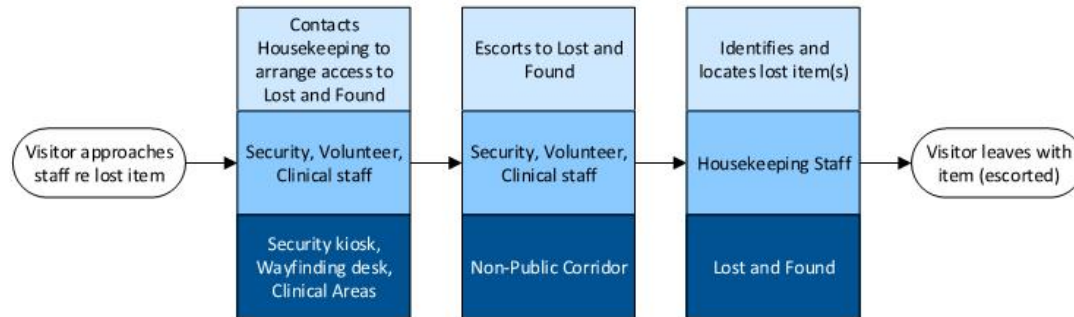 Visitor approaches
staff re lost item
Contacts
Housekeeping to
arrange access to
Lost and Found
Security, Volunteer,
Clinical staff
Security kiosk,
Wayfinding desk,
Clinical Areas
Escorts to Lost and
Found
Security, Volunteer,
Clinical staff
Non-Public Corridor
Identifies and
locates lost item(s)
Housekeeping Staff
Lost and Found
Visitor leaves with
item (escorted)